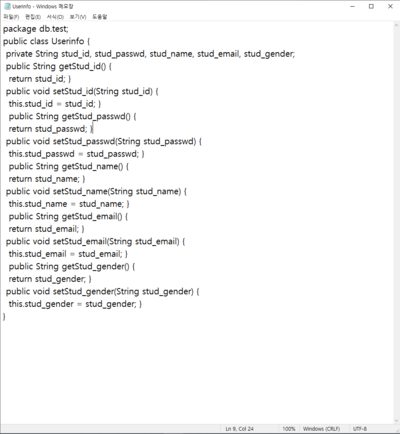 Userinfo - Windows 메모장
파일(F) 편집(E) 서식(O) 보기(V) 도움말
package db.test;
public class Userinfo {
private String stud_id, stud_passwd, stud_name, stud_email, stud_gender;
public String getStud_id() {
return stud_id; }
public void setStud_id(String stud_id) {
this.stud_id = stud_id; }
public String getStud_passwd() {
return stud_passwd; }
public void setStud_passwd(String stud_passwd) {
this.stud_passwd = stud_passwd; }
public String getStud_name() {
return stud_name; }
public void setStud_name(String stud_name) {
this.stud_name = stud_name; }
public String getStud_email() {
return stud_email; }
public void setStud_email(String stud_email) {
this.stud_email = stud_email; }
public String getStud_gender() {
return stud_gender; }
public void setStud_gender(String stud_gender) {
this.stud_gender = stud_gender; }
}
Ln 9, Col 24 100% Windows (CRLF) UTF-8